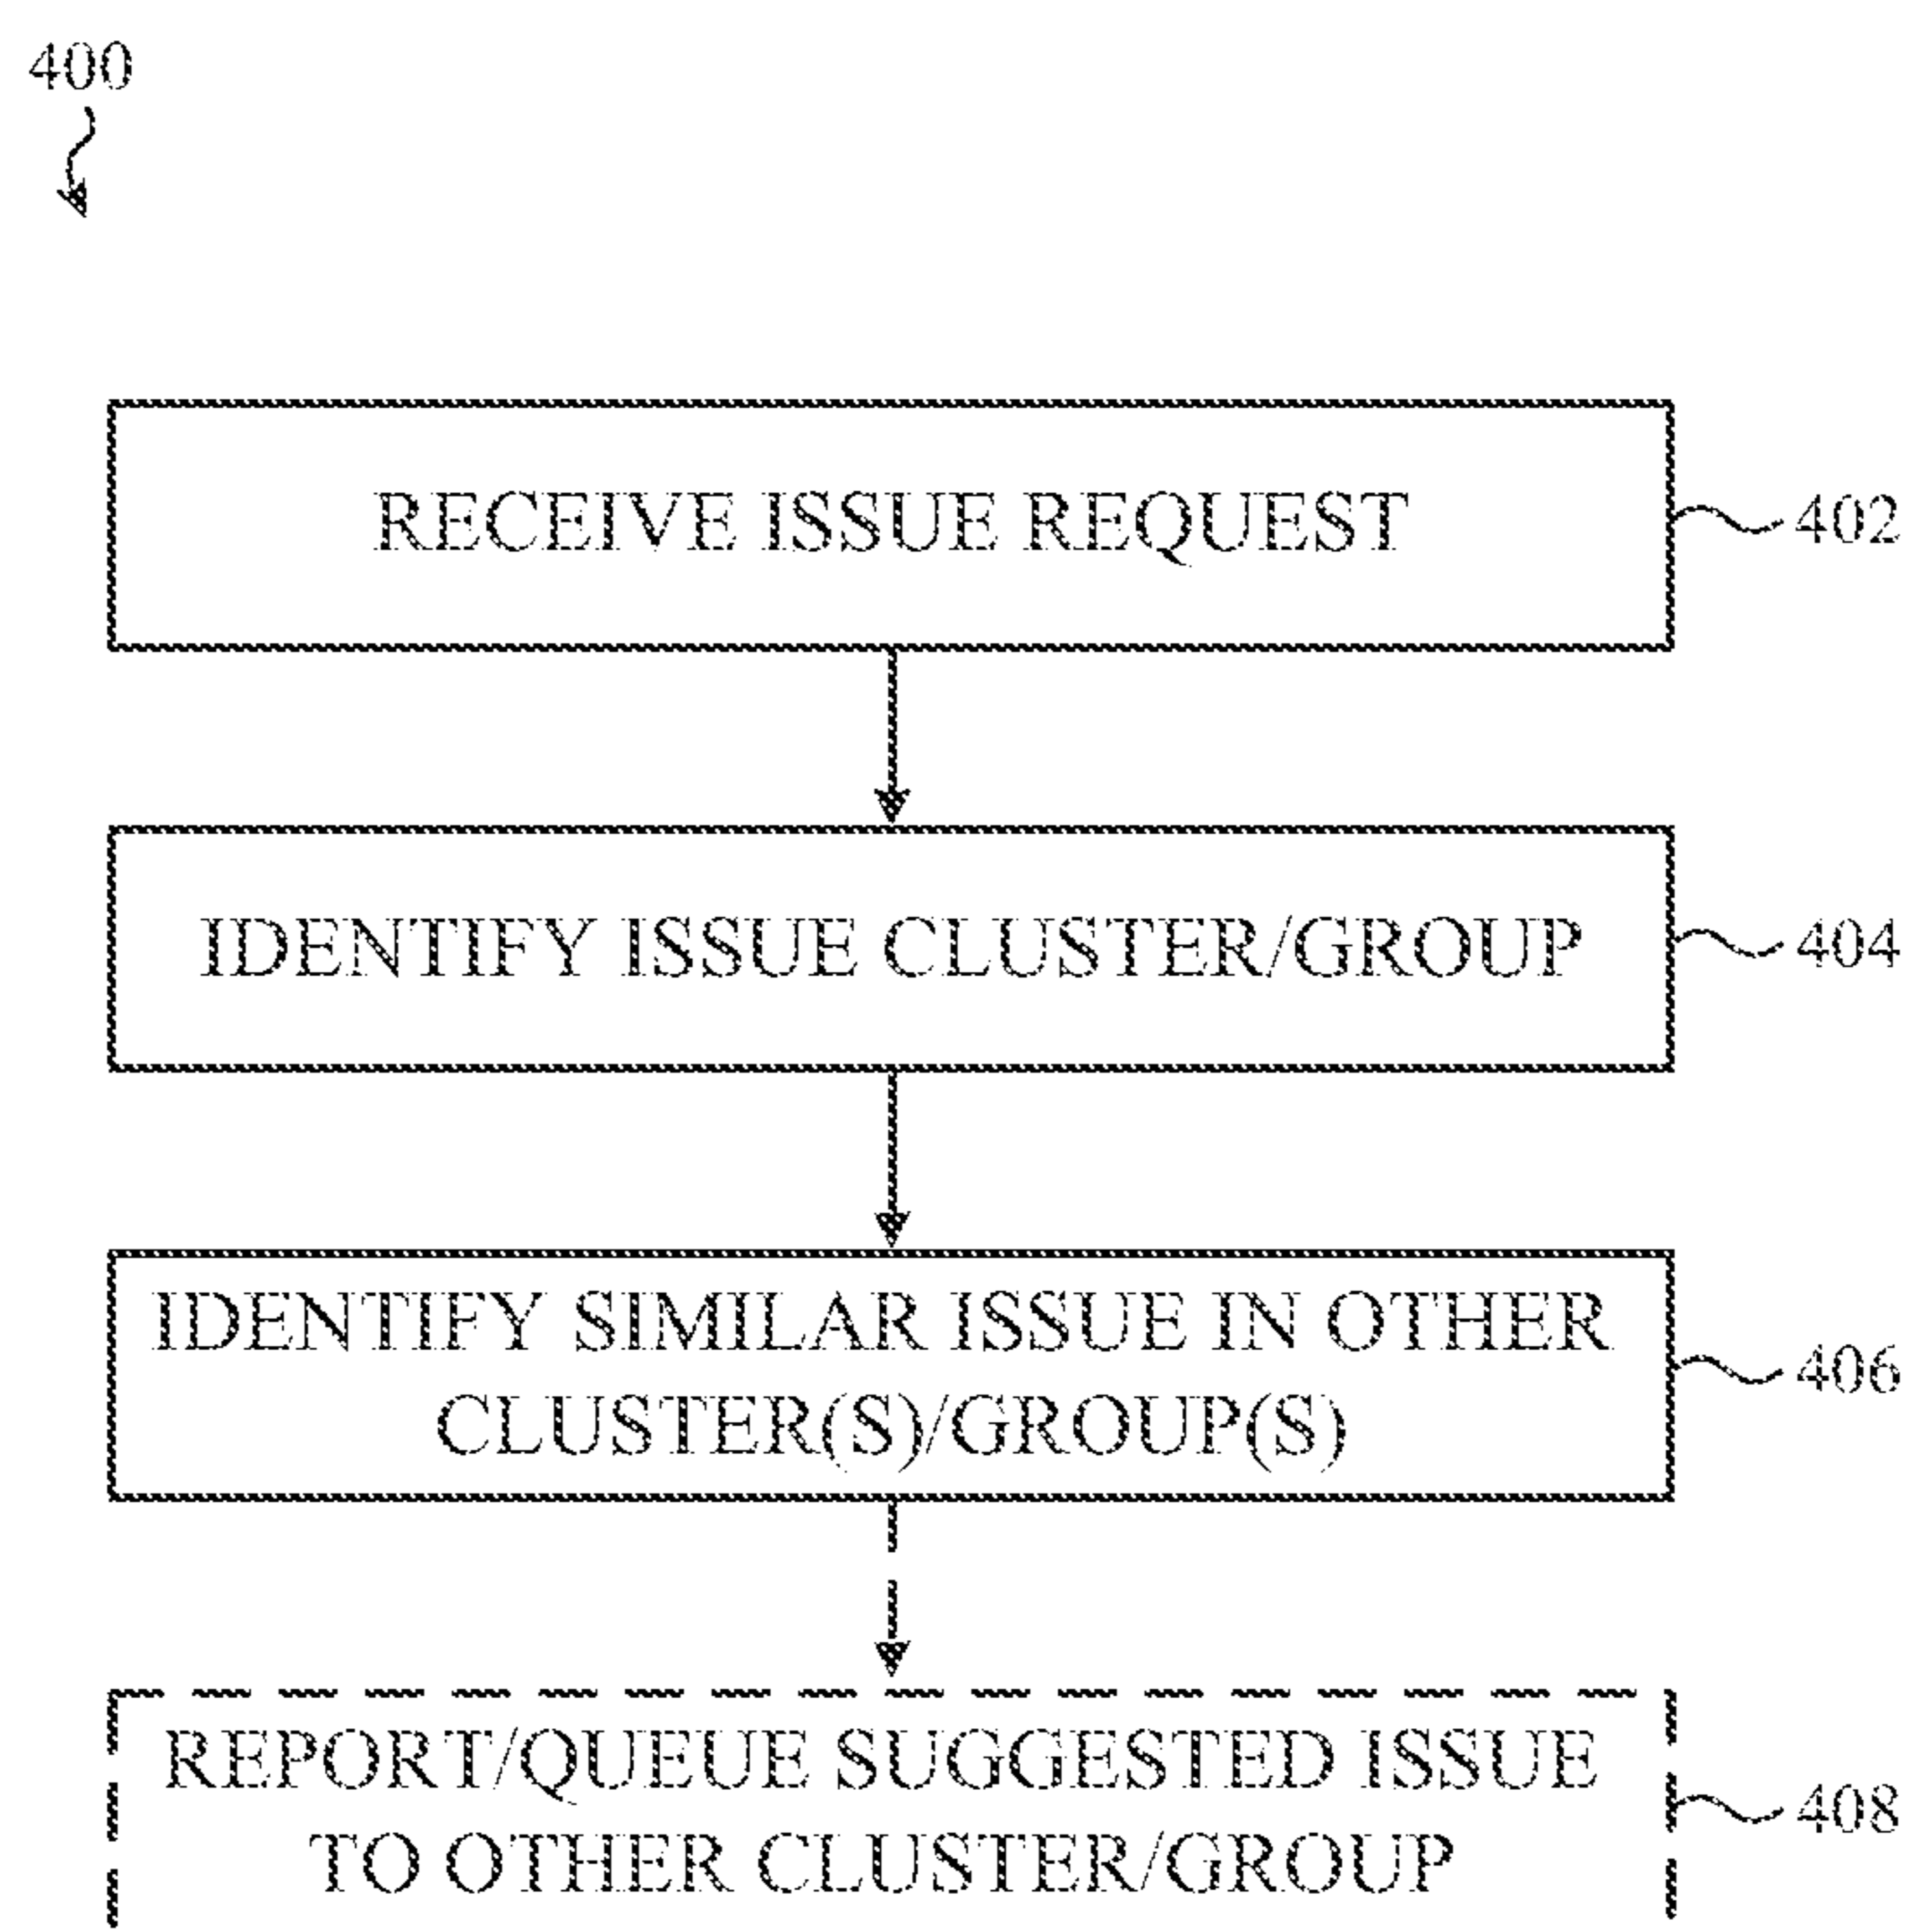 400
RECEIVE ISSUE REQUEST
402
IDENTIFY ISSUE CLUSTER/GROUP
404
IDENTIFY SIMILAR ISSUE IN OTHER
CLUSTER(S)/GROUP(S)
406
REPORT/QUEUE SUGGESTED ISSUE
TO OTHER CLUSTER/GROUP
408